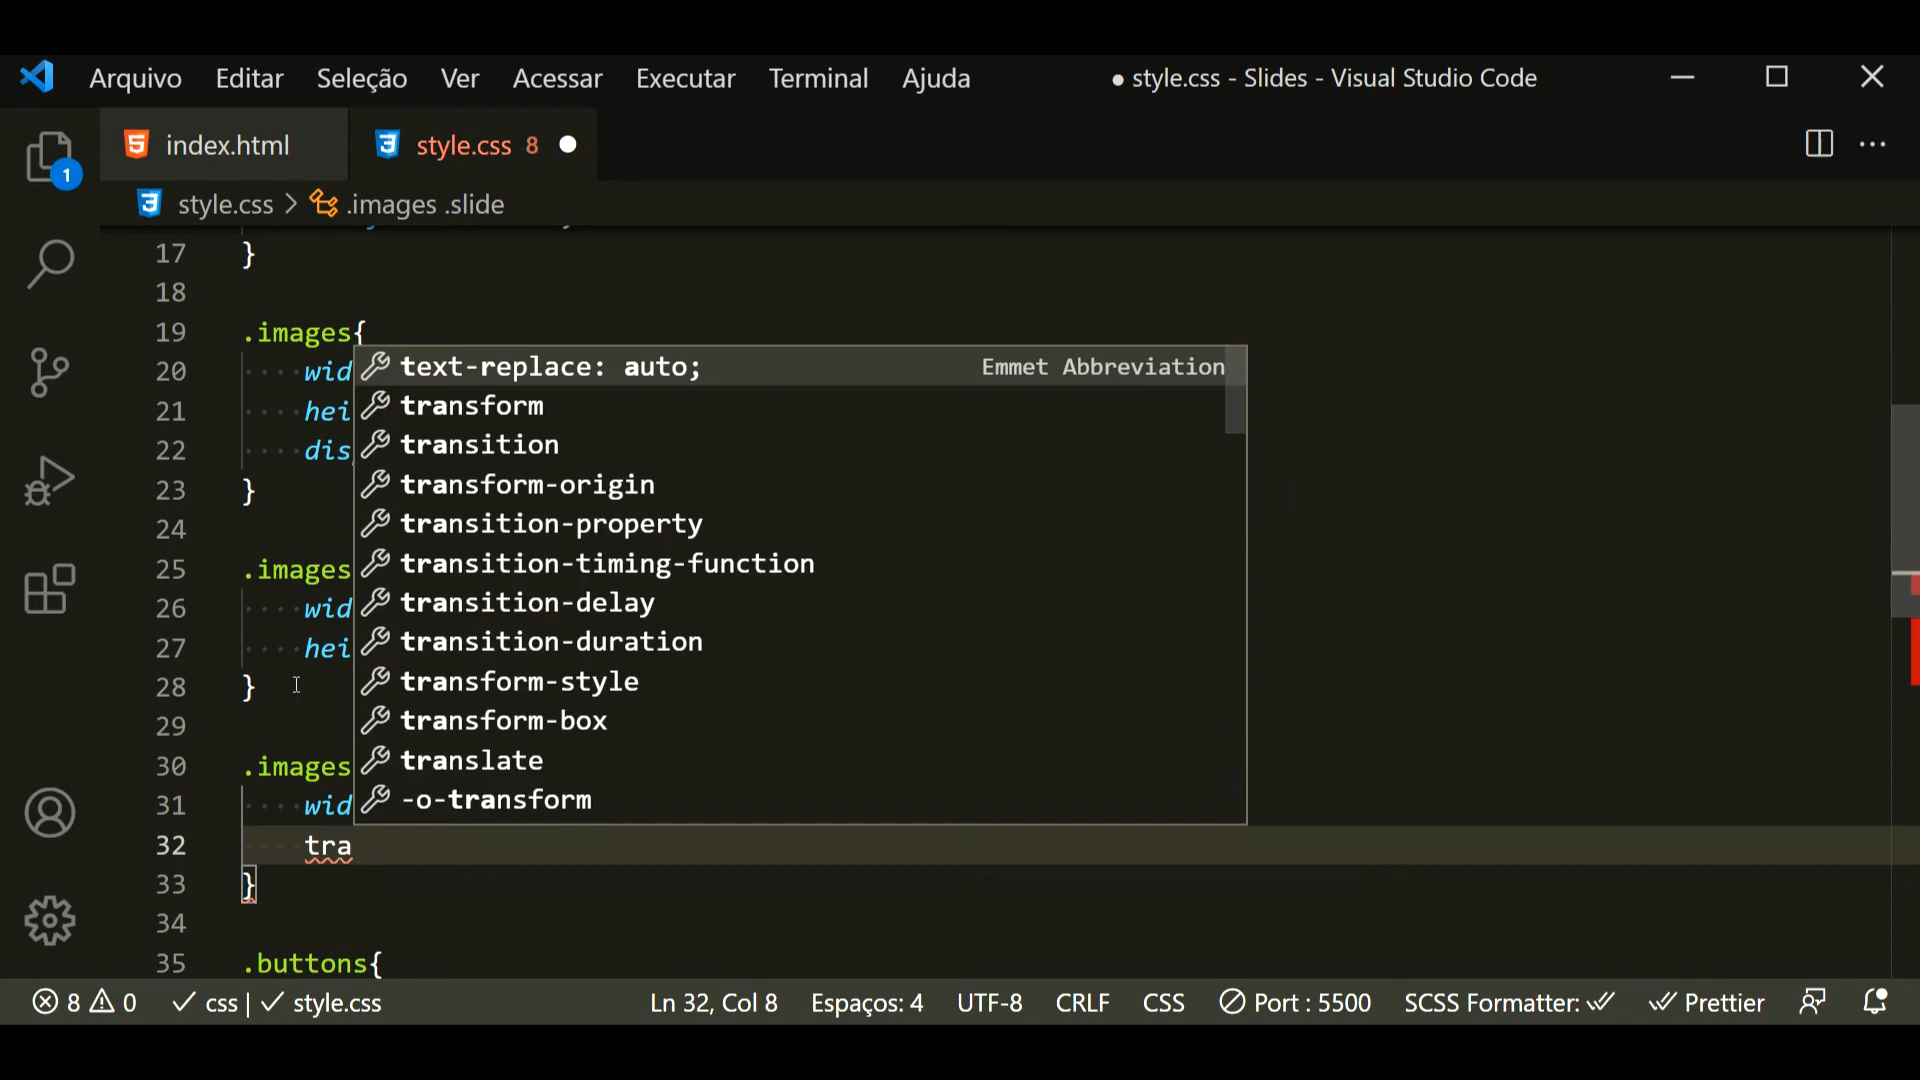 Arquivo Editar Seleção Ver Acessar Executar Terminal Ajuda ● style.css - Slides - Visual Studio Code
index.html style.css 8
1
style.css > .images .slide
17 }
18
19 .images{
20 wid
21 hei
22 dis
23 }
24
25 .images
26 wid
27 hei
28 }
29
30 .images
31 wid
32 tra
33 }
34
35 .buttons{
text-replace: auto; Emmet Abbreviation
transform
transition
transform-origin
transition-property
transition-timing-function
transition-delay
transition-duration
transform-style
transform-box
translate
-o-transform
8 0 css | style.css Ln 32, Col 8 Espaços: 4 UTF-8 CRLF CSS Port : 5500 SCSS Formatter: Prettier